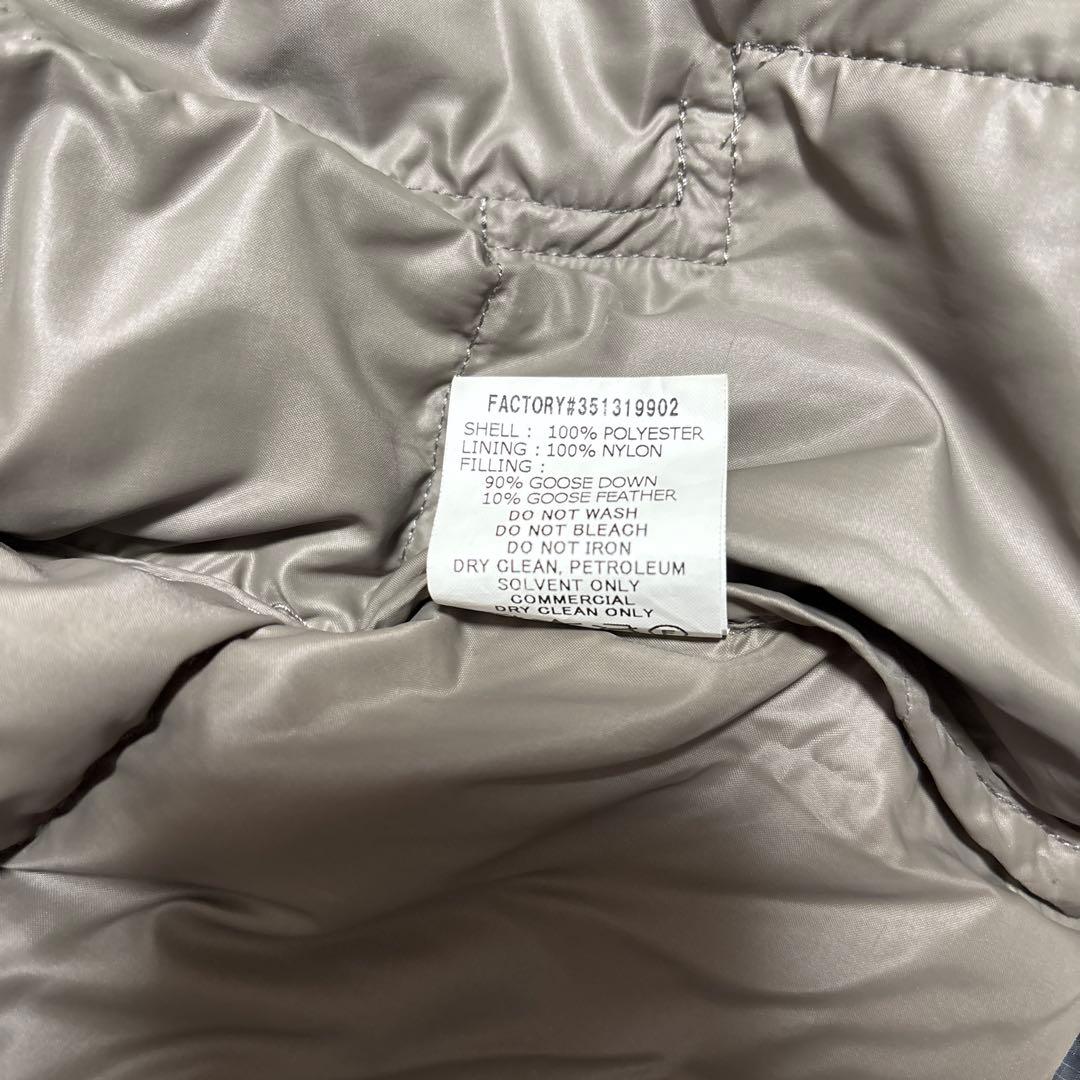 FACTORY#351319902
SHELL : 100% POLYESTER
LINING : 100% NYLON
FILLING :
90% GOOSE DOWN
10% GOOSE FEATHER
DO NOT WASH
DO NOT BLEACH
DO NOT IRON
DRY CLEAN, PETROLEUM
SOLVENT ONLY
COMMERCIAL
DRY CLEAN ONLY